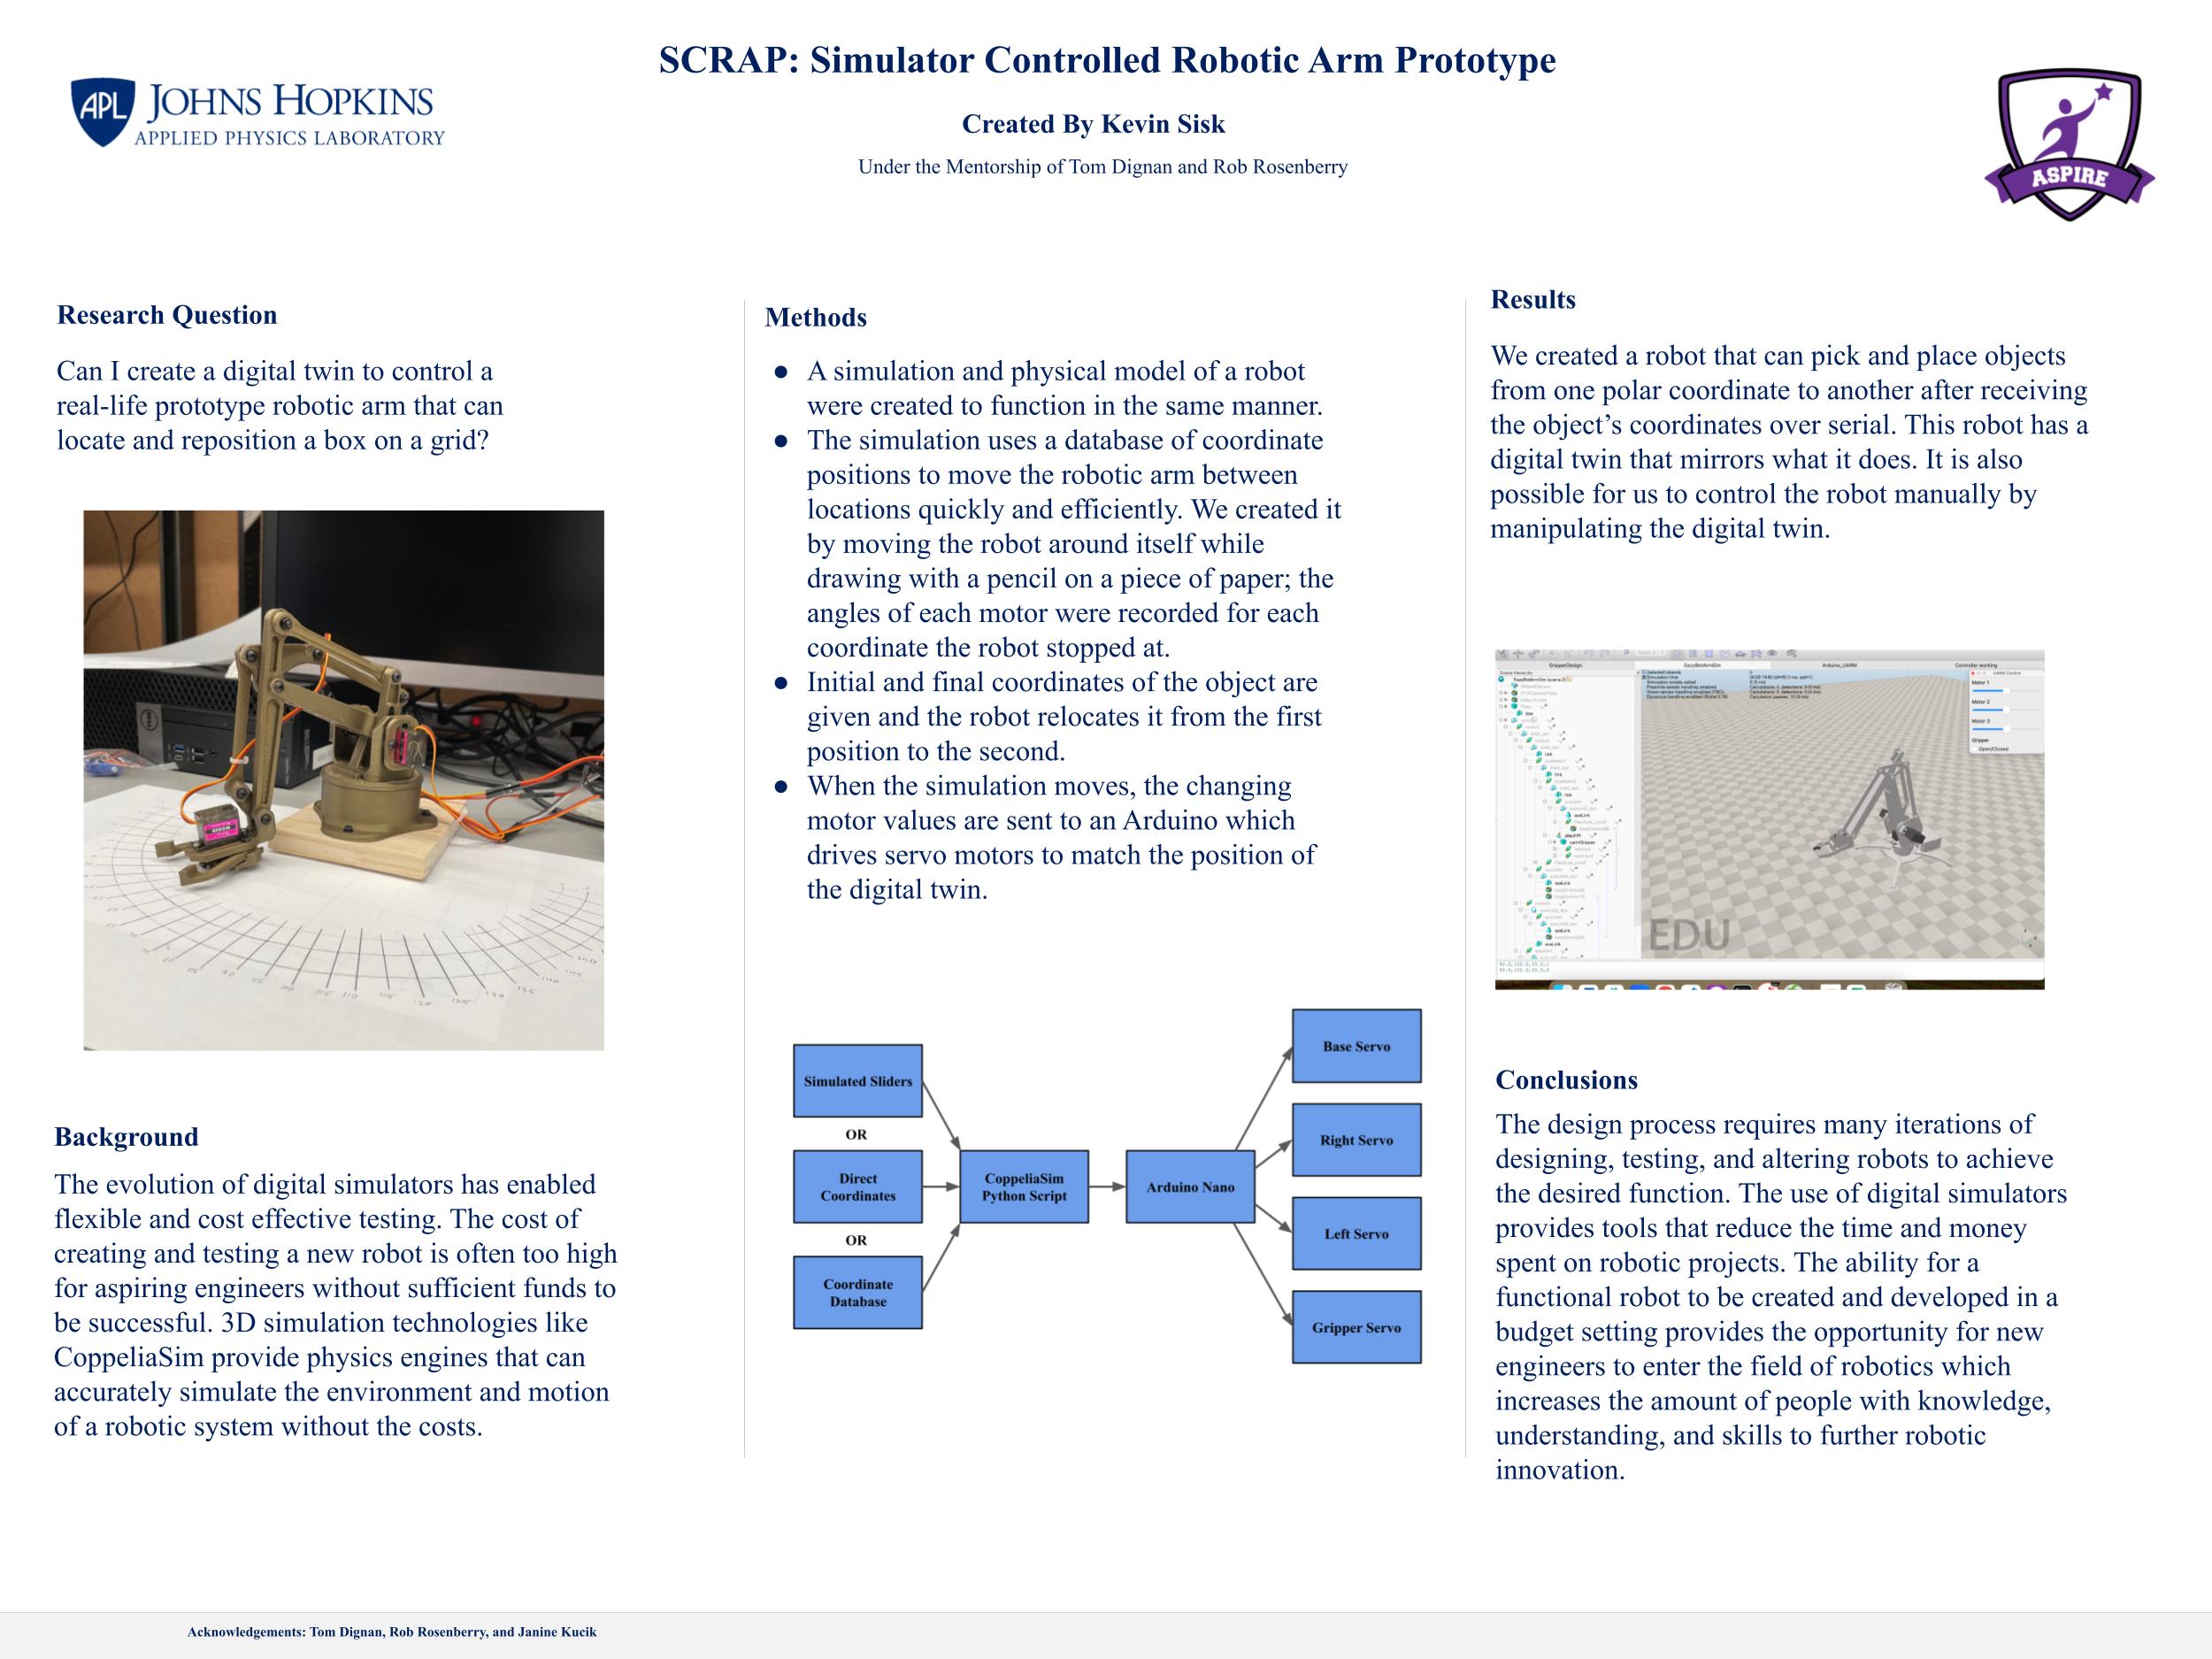 SCRAP: Simulator Controlled Robotic Arm Prototype
APL JOHNS HOPKINS
APPLIED PHYSICS LABORATORY
Created By Kevin Sisk
Under the Mentorship of Tom Dignan and Rob Rosenberry
ASPIRE
Research Question
Can I create a digital twin to control a
real-life prototype robotic arm that can
locate and reposition a box on a grid?
Background
The evolution of digital simulators has enabled
flexible and cost effective testing. The cost of
creating and testing a new robot is often too high
for aspiring engineers without sufficient funds to
be successful. 3D simulation technologies like
CoppeliaSim provide physics engines that can
accurately simulate the environment and motion
of a robotic system without the costs.
Methods
● A simulation and physical model of a robot
were created to function in the same manner.
● The simulation uses a database of coordinate
positions to move the robotic arm between
locations quickly and efficiently. We created it
by moving the robot around itself while
drawing with a pencil on a piece of paper; the
angles of each motor were recorded for each
coordinate the robot stopped at.
● Initial and final coordinates of the object are
given and the robot relocates it from the first
position to the second.
● When the simulation moves, the changing
motor values are sent to an Arduino which
drives servo motors to match the position of
the digital twin.
Simulated Sliders
OR
Direct
Coordinates
OR
Coordinate
Database
CoppeliaSim
Python Script
Arduino Nano
Base Servo
Right Servo
Left Servo
Gripper Servo
Results
We created a robot that can pick and place objects
from one polar coordinate to another after receiving
the object’s coordinates over serial. This robot has a
digital twin that mirrors what it does. It is also
possible for us to control the robot manually by
manipulating the digital twin.
GripperDesign
Arduino_UARM
Controller working
Motor 1
Motor 2
Motor 3
Gripper
Open/Closed
EDU
Conclusions
The design process requires many iterations of
designing, testing, and altering robots to achieve
the desired function. The use of digital simulators
provides tools that reduce the time and money
spent on robotic projects. The ability for a
functional robot to be created and developed in a
budget setting provides the opportunity for new
engineers to enter the field of robotics which
increases the amount of people with knowledge,
understanding, and skills to further robotic
innovation.
Acknowledgements: Tom Dignan, Rob Rosenberry, and Janine Kucik